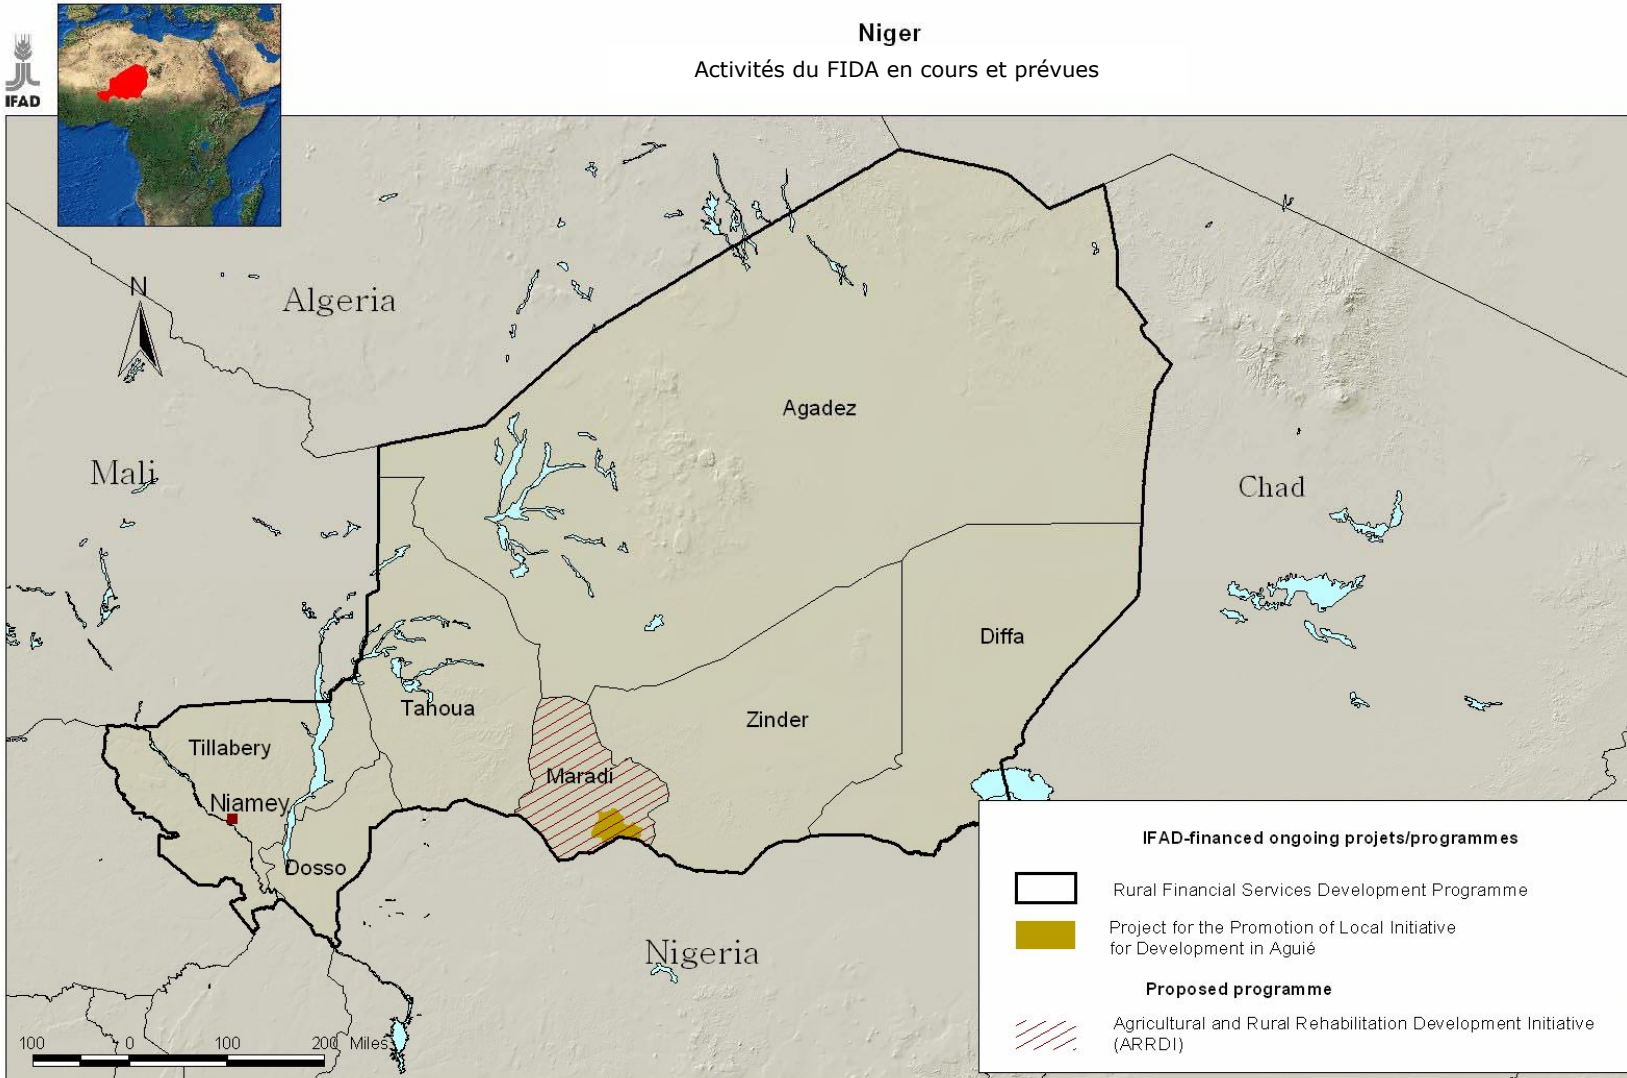 Niger
Activités du FIDA en cours et prévues
IFAD
N
Algeria
Mali
Agadez
Chad
Diffa
Tahoua
Zinder
Tillabery
Maradi
Niamey
Dosso
Nigeria
IFAD-financed ongoing projets/programmes
Rural Financial Services Development Programme
Project for the Promotion of Local Initiative
for Development in Aguié
Proposed programme
Agricultural and Rural Rehabilitation Development Initiative
(ARRDI)
100 0 100 200 Miles